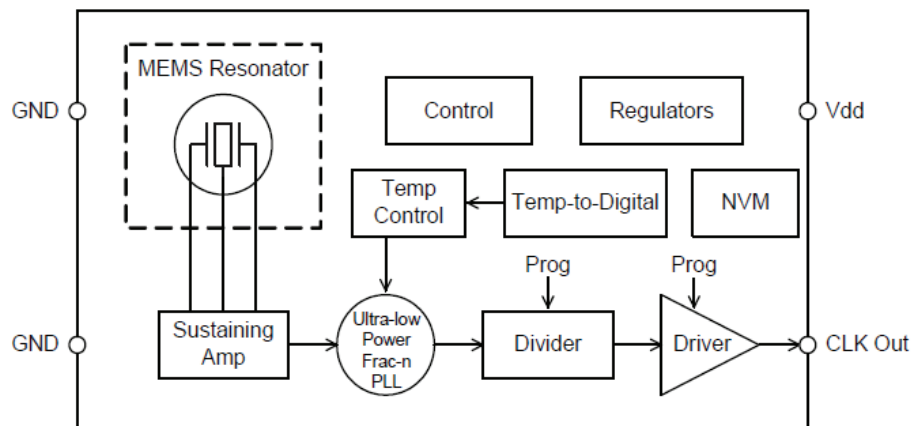 MEMS Resonator
GND
Control
Regulators
Vdd
Temp
Control
Temp-to-Digital
NVM
Prog
Prog
GND
Sustaining
Amp
Ultra-low
Power
Frac-n
PLL
Divider
Driver
CLK Out